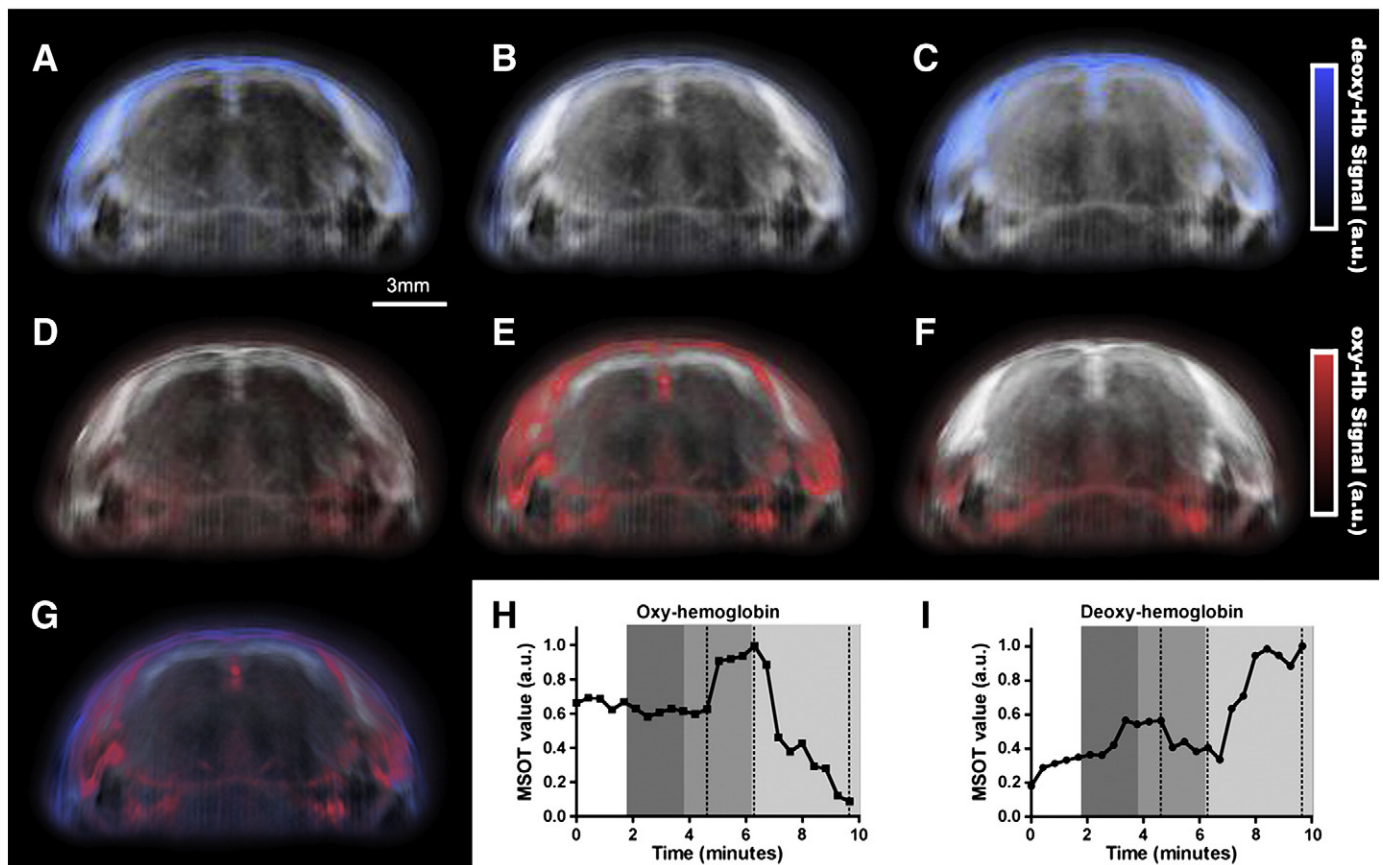 A
B
C
deoxy-Hb Signal (a.u.)
3mm
D
E
F
oxy-Hb Signal (a.u.)
G
H
Oxy-hemoglobin
MSOT value (a.u.)
1.0
0.8
0.6
0.4
0.2
0.0
0 2 4 6 8 10
Time (minutes)
I
Deoxy-hemoglobin
MSOT value (a.u.)
1.0
0.8
0.6
0.4
0.2
0.0
0 2 4 6 8 10
Time (minutes)